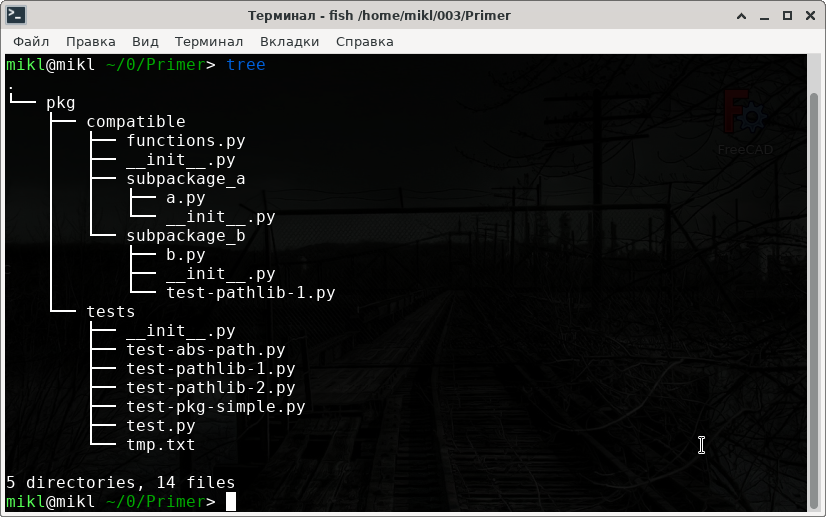 Терминал - fish /home/mikl/003/Primer
Файл Правка Вид Терминал Вкладки Справка
mikl@mikl ~/0/Primer> tree
.
└── pkg
    ├── compatible
    │   ├── functions.py
    │   ├── __init__.py
    │   ├── subpackage_a
    │   │   ├── a.py
    │   │   └── __init__.py
    │   └── subpackage_b
    │       ├── b.py
    │       ├── __init__.py
    │       └── test-pathlib-1.py
    └── tests
        ├── __init__.py
        ├── test-abs-path.py
        ├── test-pathlib-1.py
        ├── test-pathlib-2.py
        ├── test-pkg-simple.py
        ├── test.py
        └── tmp.txt
5 directories, 14 files
mikl@mikl ~/0/Primer>
FreeCAD